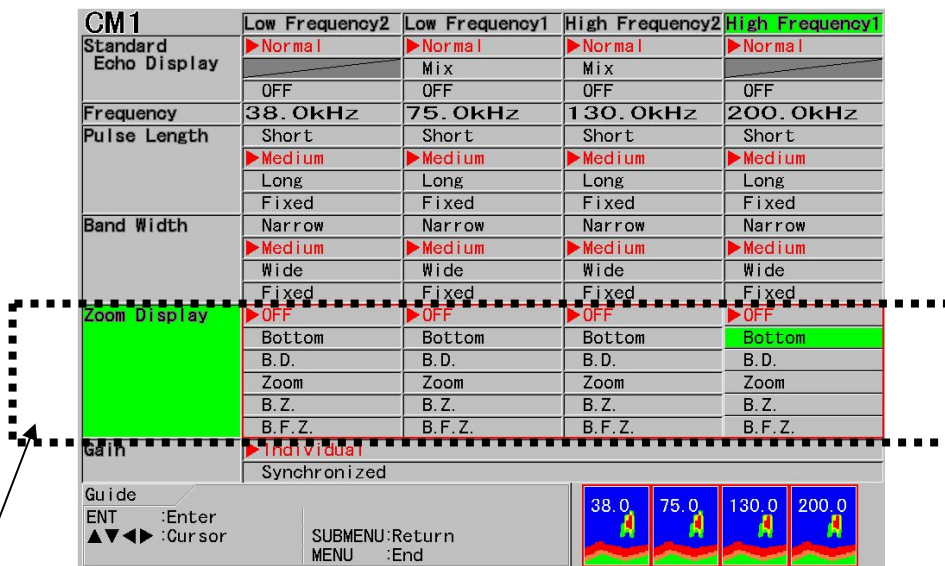 CM1 Low Frequency2 Low Frequency1 High Frequency2 High Frequency1
Standard ▶Normal ▶Normal ▶Normal ▶Normal
Echo Display Mix Mix
OFF OFF OFF OFF
Frequency 38.0kHz 75.0kHz 130.0kHz 200.0kHz
Pulse Length Short Short Short Short
▶Medium ▶Medium ▶Medium ▶Medium
Long Long Long Long
Fixed Fixed Fixed Fixed
Band Width Narrow Narrow Narrow Narrow
▶Medium ▶Medium ▶Medium ▶Medium
Wide Wide Wide Wide
Fixed Fixed Fixed Fixed
Zoom Display ▶OFF ▶OFF ▶OFF ▶OFF
Bottom Bottom Bottom Bottom
B.D. B.D. B.D. B.D.
Zoom Zoom Zoom Zoom
B.Z. B.Z. B.Z. B.Z.
B.F.Z. B.F.Z. B.F.Z. B.F.Z.
Gain ▶Individual
Synchronized
Guide
ENT :Enter
▲▼◀▶ :Cursor SUBMENU:Return
MENU :End
38.0 75.0 130.0 200.0